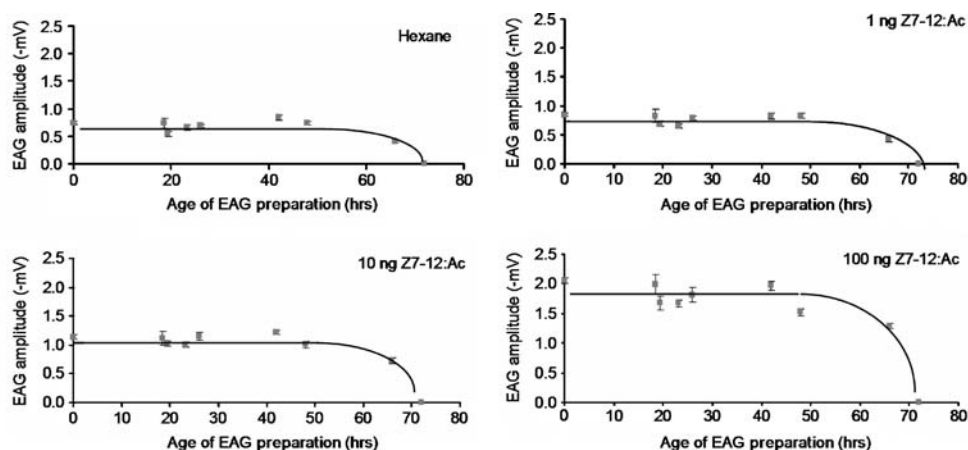 EAG amplitude (-mV)
2.5
2.0
1.5
1.0
0.5
0.0
Hexane
0 20 40 60 80
Age of EAG preparation (hrs)
EAG amplitude (-mV)
2.5
2.0
1.5
1.0
0.5
0.0
1 ng Z7-12:Ac
0 10 20 30 40 50 60 70 80
Age of EAG preparation (hrs)
EAG amplitude (-mV)
2.5
2.0
1.5
1.0
0.5
0.0
10 ng Z7-12:Ac
0 10 20 30 40 50 60 70 80
Age of EAG preparation (hrs)
EAG amplitude (-mV)
2.5
2.0
1.5
1.0
0.5
0.0
100 ng Z7-12:Ac
0 10 20 30 40 50 60 70 80
Age of EAG preparation (hrs)